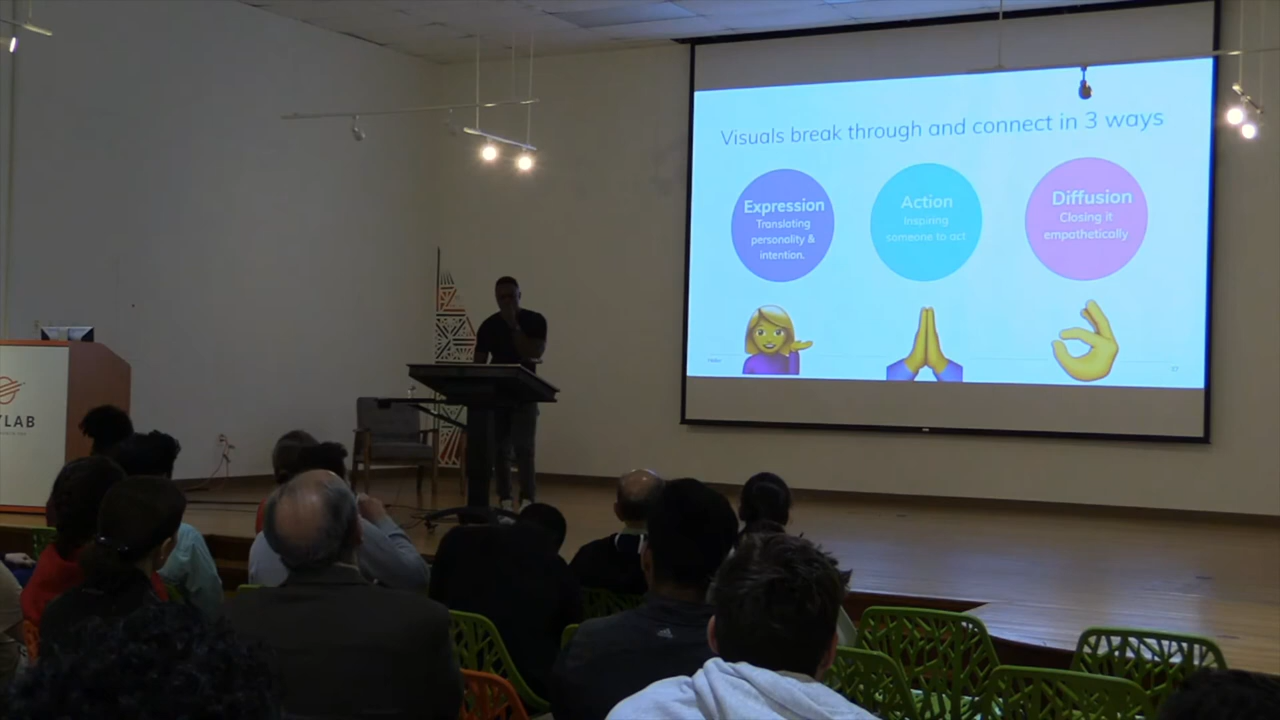 Visuals break through and connect in 3 ways
Expression
Translating
personality &
intention.
Action
Inspiring
someone to act
Diffusion
Closing it
empathetically
YLAB